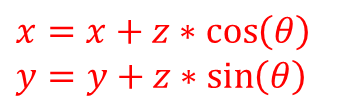 x = x + z * cos(θ)
y = y + z * sin(θ)